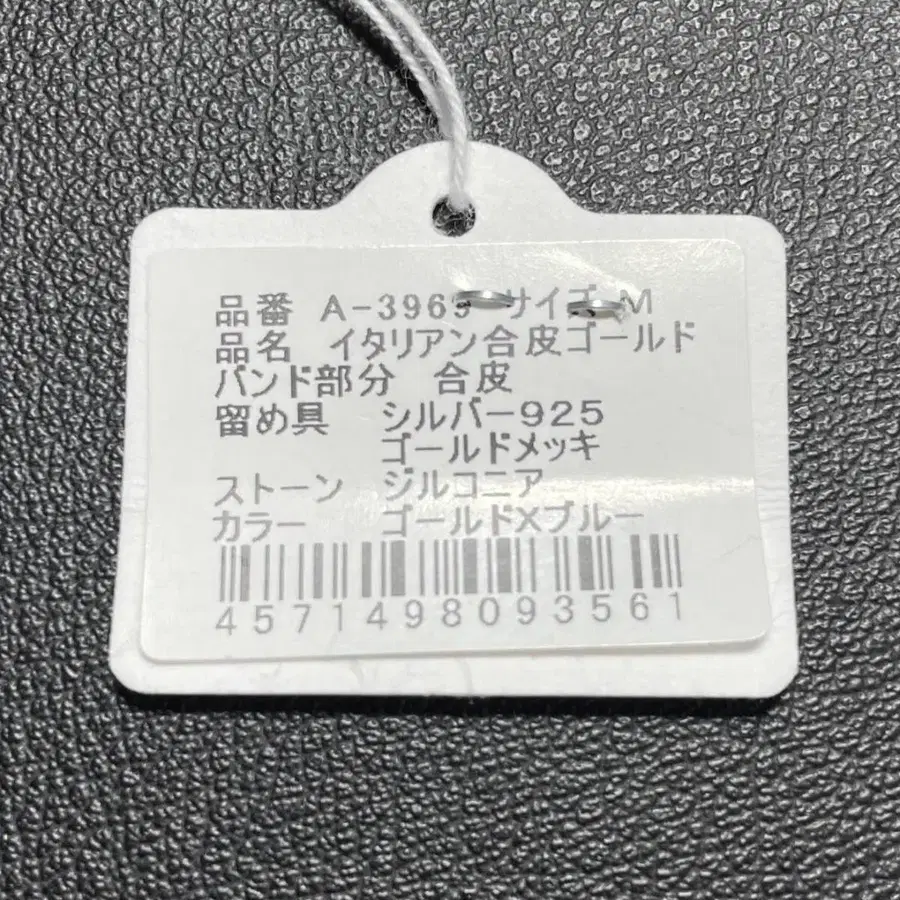 品番 A-3969 サイズ M
品名 イタリアン合皮ゴールド
バンド部分 合皮
留め具 シルバー925
ゴールドメッキ
ストーン ジルコニア
カラー ゴールドXブルー
4571498093561